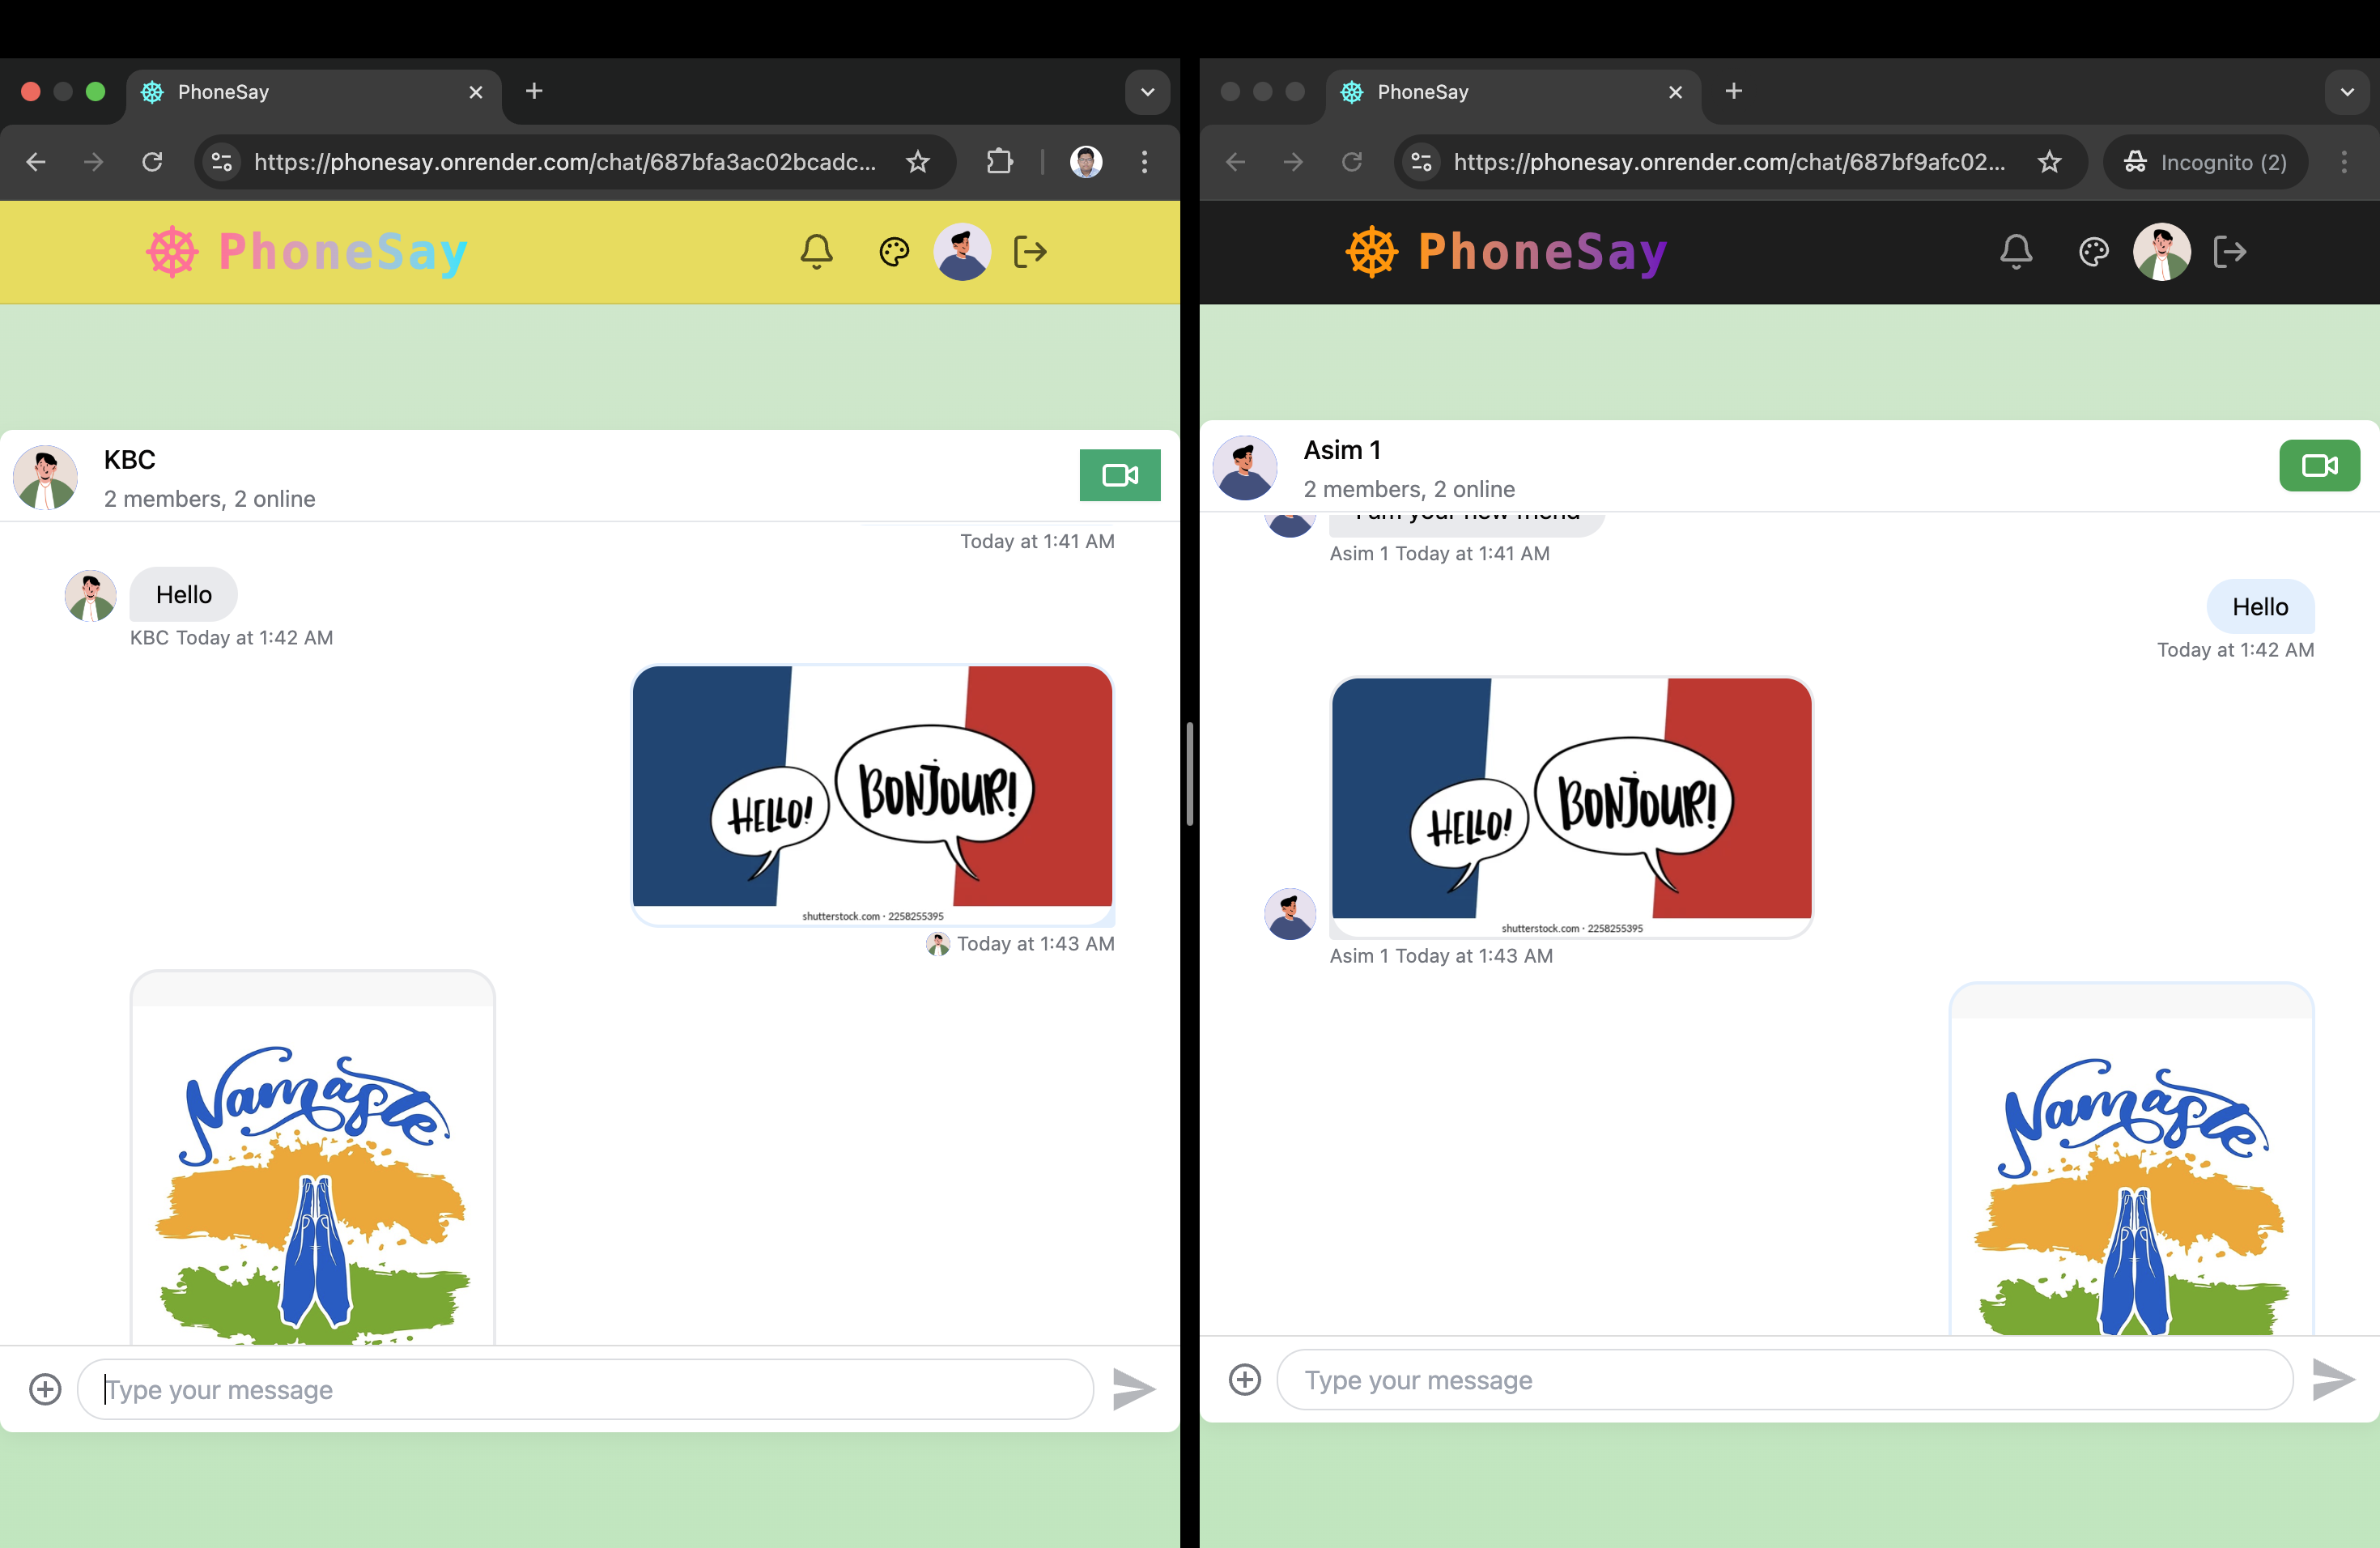 PhoneSay
https://phonesay.onrender.com/chat/687bfa3ac02bcadc...
PhoneSay
KBC
2 members, 2 online
Today at 1:41 AM
Hello
KBC Today at 1:42 AM
HELLO!
BONJOUR!
shutterstock.com · 2258255395
Today at 1:43 AM
Namaste
Type your message
PhoneSay
https://phonesay.onrender.com/chat/687bf9afc02...
Incognito (2)
PhoneSay
Asim 1
2 members, 2 online
I am your new friend
Asim 1 Today at 1:41 AM
Hello
Today at 1:42 AM
HELLO!
BONJOUR!
shutterstock.com · 2258255395
Asim 1 Today at 1:43 AM
Namaste
Type your message